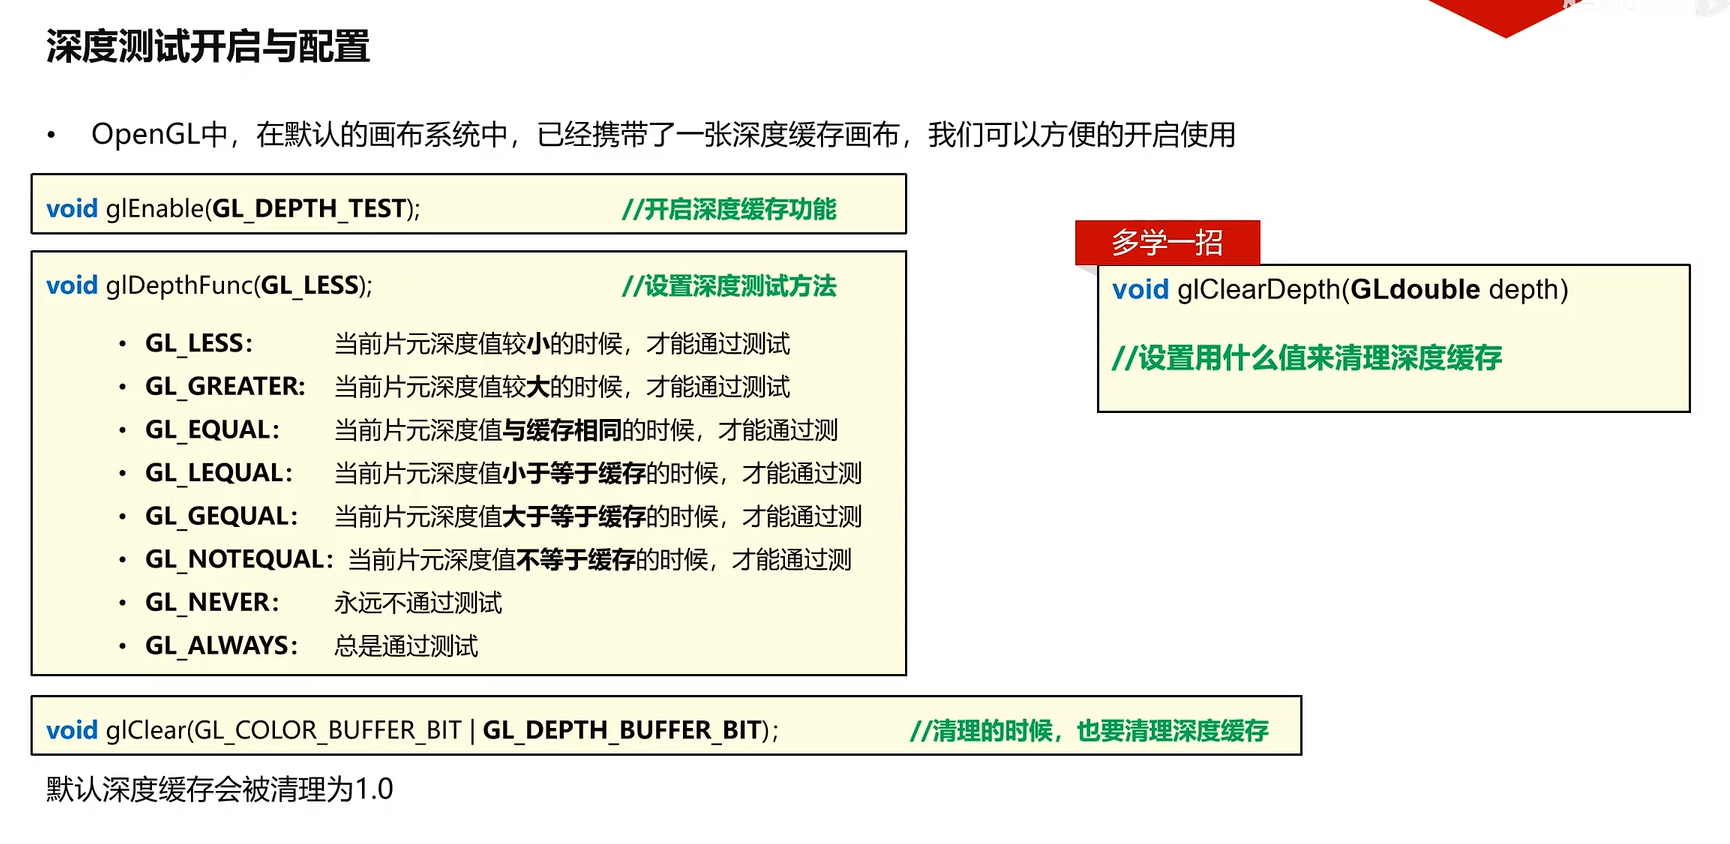 深度测试开启与配置
• OpenGL中，在默认的画布系统中，已经携带了一张深度缓存画布，我们可以方便的开启使用
void glEnable(GL_DEPTH_TEST); //开启深度缓存功能
void glDepthFunc(GL_LESS); //设置深度测试方法
• GL_LESS： 当前片元深度值较小的时候，才能通过测试
• GL_GREATER: 当前片元深度值较大的时候，才能通过测试
• GL_EQUAL： 当前片元深度值与缓存相同的时候，才能通过测
• GL_LEQUAL： 当前片元深度值小于等于缓存的时候，才能通过测
• GL_GEQUAL： 当前片元深度值大于等于缓存的时候，才能通过测
• GL_NOTEQUAL：当前片元深度值不等于缓存的时候，才能通过测
• GL_NEVER： 永远不通过测试
• GL_ALWAYS： 总是通过测试
void glClear(GL_COLOR_BUFFER_BIT | GL_DEPTH_BUFFER_BIT); //清理的时候，也要清理深度缓存
默认深度缓存会被清理为1.0
多学一招
void glClearDepth(GLdouble depth)
//设置用什么值来清理深度缓存